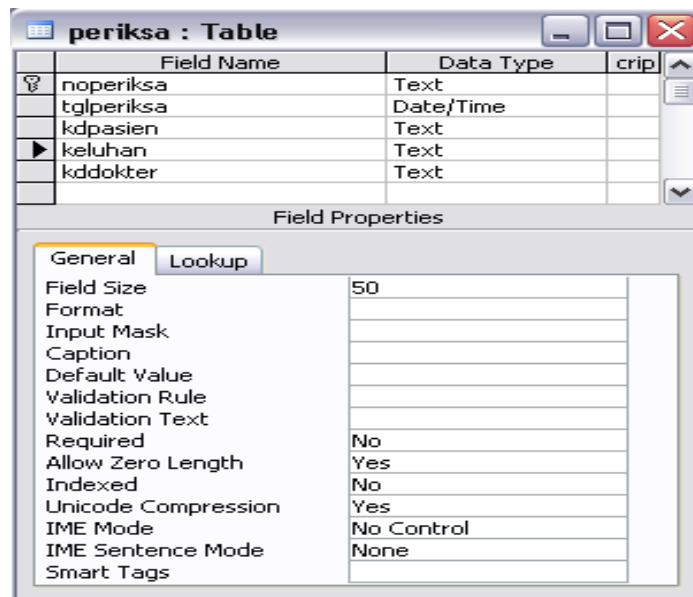 periksa : Table
Field Name Data Type crip
noperiksa Text
tglperiksa Date/Time
kdpasien Text
keluhan Text
kddokter Text
Field Properties
General Lookup
Field Size 50
Format
Input Mask
Caption
Default Value
Validation Rule
Validation Text
Required No
Allow Zero Length Yes
Indexed No
Unicode Compression Yes
IME Mode No Control
IME Sentence Mode None
Smart Tags